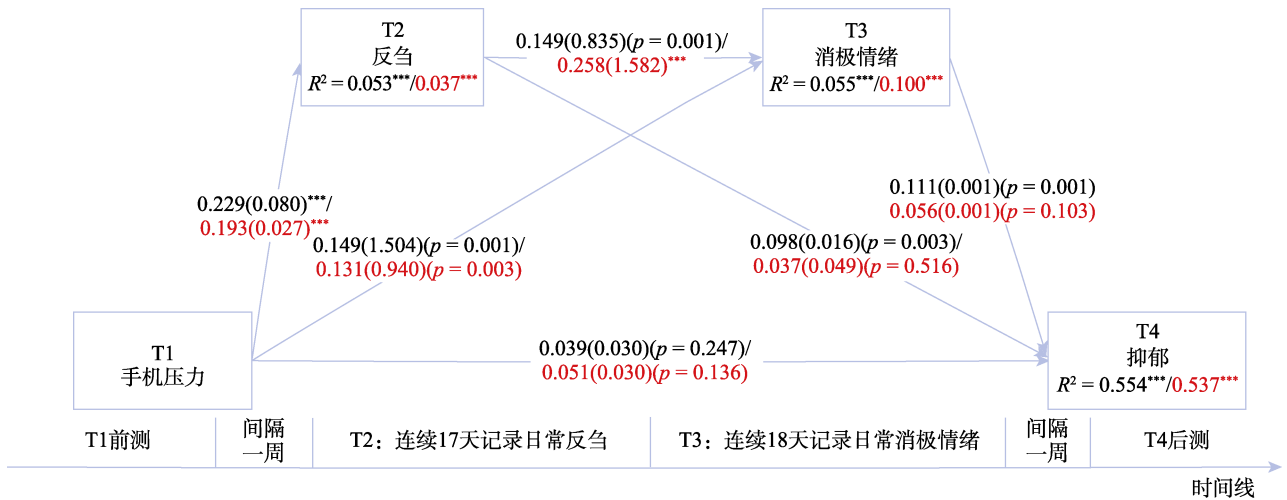 T2
反刍
R² = 0.053***/0.037***
0.149(0.835)(p = 0.001)/
0.258(1.582)***
T3
消极情绪
R² = 0.055***/0.100***
0.229(0.080)***/
0.193(0.027)***
0.149(1.504)(p = 0.001)/
0.131(0.940)(p = 0.003)
0.111(0.001)(p = 0.001)
0.056(0.001)(p = 0.103)
0.098(0.016)(p = 0.003)/
0.037(0.049)(p = 0.516)
T1
手机压力
0.039(0.030)(p = 0.247)/
0.051(0.030)(p = 0.136)
T4
抑郁
R² = 0.554***/0.537***
T1前测
间隔
一周
T2：连续17天记录日常反刍
T3：连续18天记录日常消极情绪
间隔
一周
T4后测
时间线